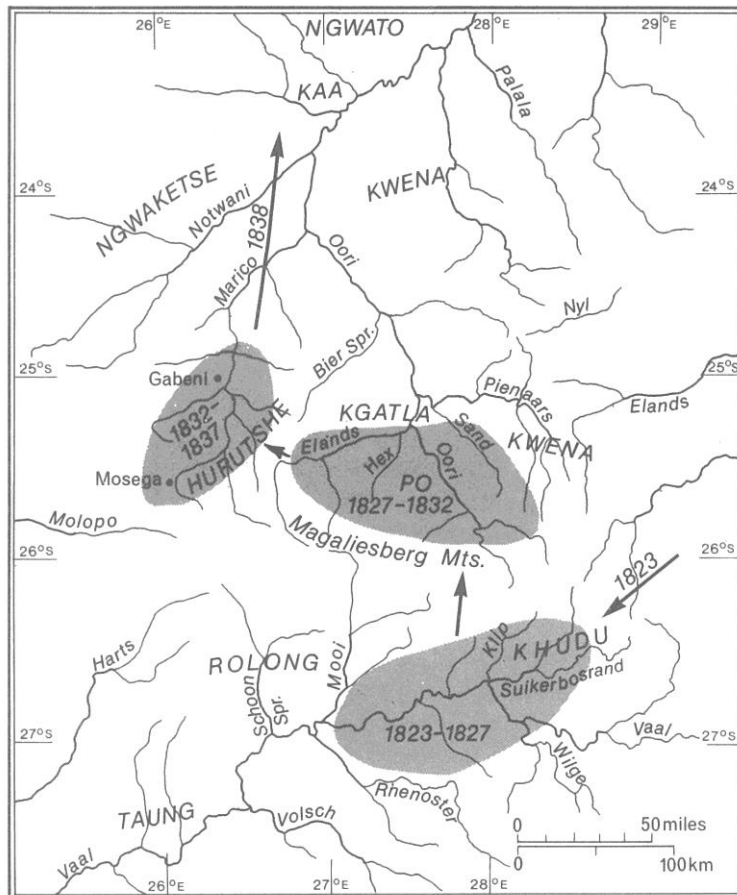 26°E
28°E
29°E
NGWATO
KAA
Palala
24°S
24°S
NGWAKETSE
Notwani
KWENA
1838
Oori
Marico
Nyl
25°S
25°S
Bier Spr.
Gabeni
Pienaars
Elands
KGATLA
1832-
1837
HURUTSHE
Elands
Sand
KWENA
Hex
Oori
Mosega
PO
1827-1832
Molopo
Magaliesberg Mts.
26°S
26°S
1823
Klip
KHUDU
Harts
ROLONG
Mooi
Suikerbosrand
Schoon
Spr.
27°S
1823-1827
Vaal
27°S
Wilge
Rhenoster
TAUNG
Volsch
0 50 miles
0 100 km
Vaal
26°E
27°E
28°E